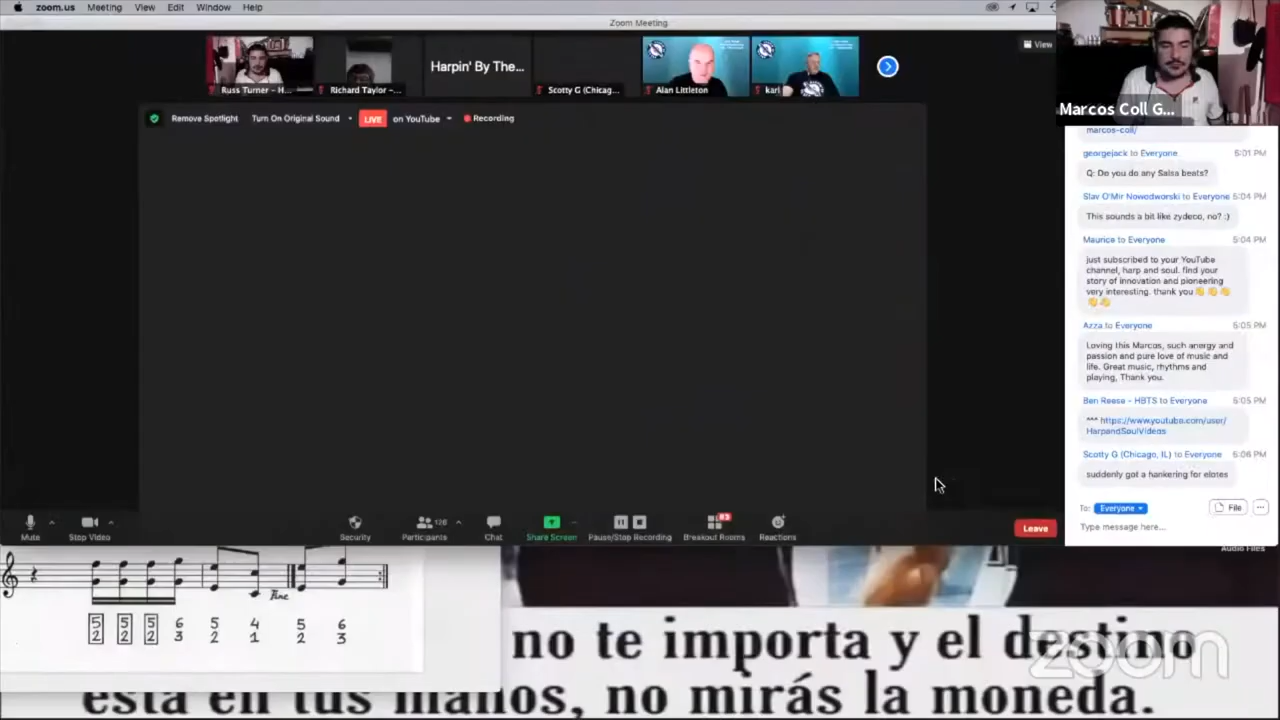 zoom.us Meeting View Edit Window Help
Zoom Meeting
View
Harpin' By The...
Russ Turner – H...
Richard Taylor –...
Scotty G (Chicag...
Alan Littleton
karl
Marcos Coll G...
Remove Spotlight Turn On Original Sound LIVE on YouTube Recording
marcos-coll/
georgejack to Everyone 5:01 PM
Q: Do you do any Salsa beats?
Slav O'Mir Nowodworski to Everyone 5:04 PM
This sounds a bit like zydeco, no? :)
Maurice to Everyone 5:04 PM
just subscribed to your YouTube
channel, harp and soul. find your
story of innovation and pioneering
very interesting. thank you 👏👏👏
👏👏
Azza to Everyone 5:05 PM
Loving this Marcos, such energy and
passion and pure love of music and
life. Great music, rhythms and
playing, Thank you.
Ben Reese – HBTS to Everyone 5:05 PM
^^^ https://www.youtube.com/user/
HarpandSoulVideos
Scotty G (Chicago, IL) to Everyone 5:06 PM
suddenly got a hankering for elotes
To: Everyone File ...
Type message here...
Mute Stop Video Security Participants 126 Chat Share Screen Pause/Stop Recording Breakout Rooms Reactions Leave
Audio Files
Fine
5 5 5 6 5 4 5 6
2 2 2 3 2 1 2 3
no te importa y el destino
está en tus manos, no mirás la moneda.
zoom